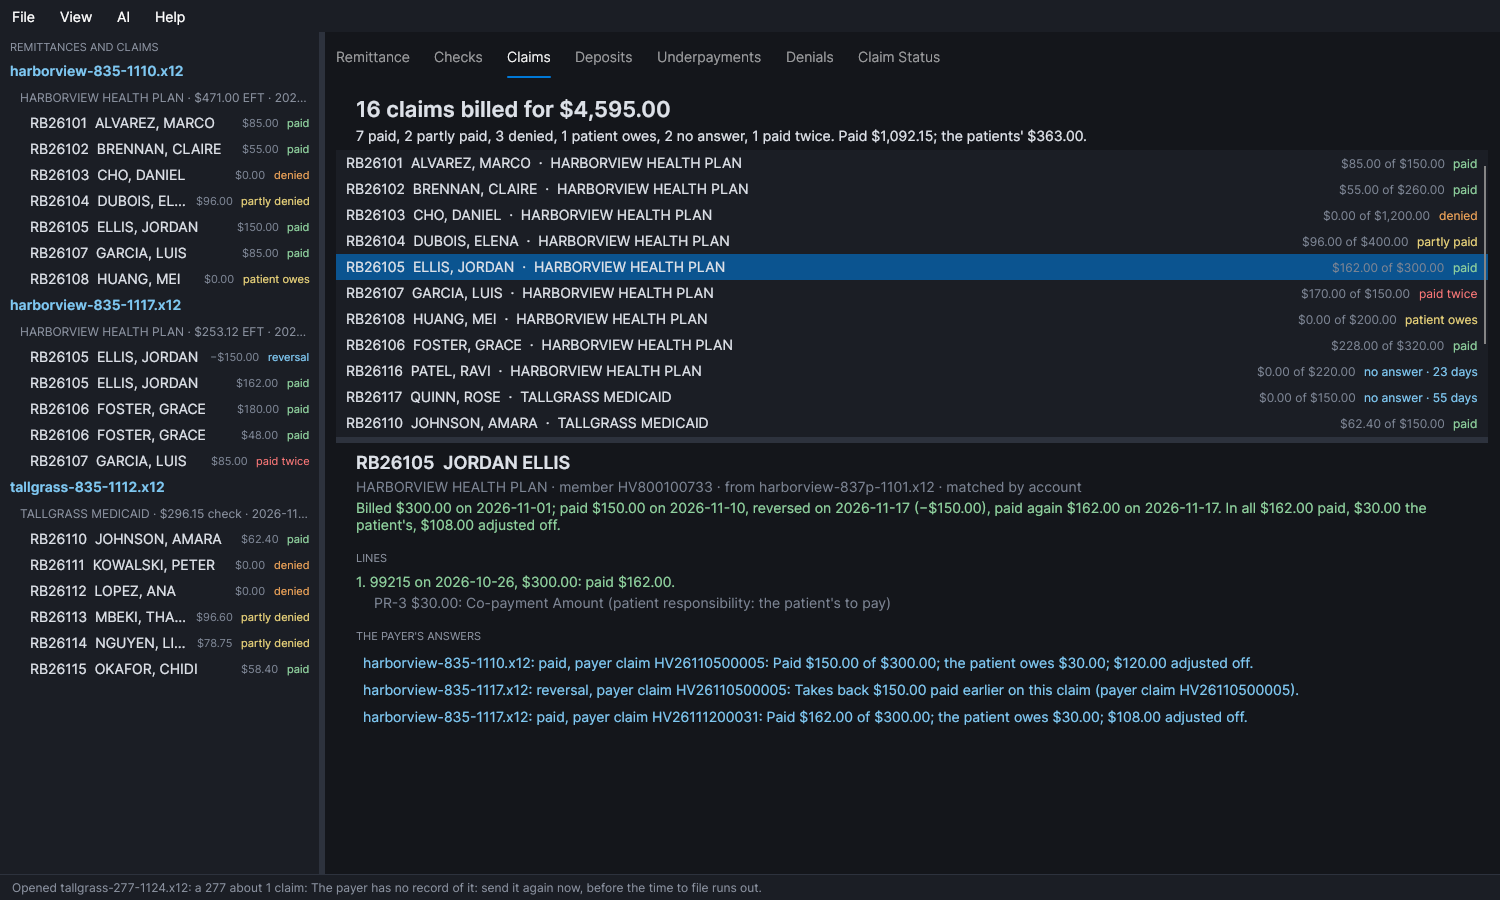 File View AI Help
REMITTANCES AND CLAIMS
harborview-835-1110.x12
HARBORVIEW HEALTH PLAN · $471.00 EFT · 202...
RB26101 ALVAREZ, MARCO $85.00 paid
RB26102 BRENNAN, CLAIRE $55.00 paid
RB26103 CHO, DANIEL $0.00 denied
RB26104 DUBOIS, EL... $96.00 partly denied
RB26105 ELLIS, JORDAN $150.00 paid
RB26107 GARCIA, LUIS $85.00 paid
RB26108 HUANG, MEI $0.00 patient owes
harborview-835-1117.x12
HARBORVIEW HEALTH PLAN · $253.12 EFT · 202...
RB26105 ELLIS, JORDAN −$150.00 reversal
RB26105 ELLIS, JORDAN $162.00 paid
RB26106 FOSTER, GRACE $180.00 paid
RB26106 FOSTER, GRACE $48.00 paid
RB26107 GARCIA, LUIS $85.00 paid twice
tallgrass-835-1112.x12
TALLGRASS MEDICAID · $296.15 check · 2026-11...
RB26110 JOHNSON, AMARA $62.40 paid
RB26111 KOWALSKI, PETER $0.00 denied
RB26112 LOPEZ, ANA $0.00 denied
RB26113 MBEKI, THA... $96.60 partly denied
RB26114 NGUYEN, LI... $78.75 partly denied
RB26115 OKAFOR, CHIDI $58.40 paid
Remittance Checks Claims Deposits Underpayments Denials Claim Status
16 claims billed for $4,595.00
7 paid, 2 partly paid, 3 denied, 1 patient owes, 2 no answer, 1 paid twice. Paid $1,092.15; the patients' $363.00.
RB26101 ALVAREZ, MARCO · HARBORVIEW HEALTH PLAN $85.00 of $150.00 paid
RB26102 BRENNAN, CLAIRE · HARBORVIEW HEALTH PLAN $55.00 of $260.00 paid
RB26103 CHO, DANIEL · HARBORVIEW HEALTH PLAN $0.00 of $1,200.00 denied
RB26104 DUBOIS, ELENA · HARBORVIEW HEALTH PLAN $96.00 of $400.00 partly paid
RB26105 ELLIS, JORDAN · HARBORVIEW HEALTH PLAN $162.00 of $300.00 paid
RB26107 GARCIA, LUIS · HARBORVIEW HEALTH PLAN $170.00 of $150.00 paid twice
RB26108 HUANG, MEI · HARBORVIEW HEALTH PLAN $0.00 of $200.00 patient owes
RB26106 FOSTER, GRACE · HARBORVIEW HEALTH PLAN $228.00 of $320.00 paid
RB26116 PATEL, RAVI · HARBORVIEW HEALTH PLAN $0.00 of $220.00 no answer · 23 days
RB26117 QUINN, ROSE · TALLGRASS MEDICAID $0.00 of $150.00 no answer · 55 days
RB26110 JOHNSON, AMARA · TALLGRASS MEDICAID $62.40 of $150.00 paid
RB26105 JORDAN ELLIS
HARBORVIEW HEALTH PLAN · member HV800100733 · from harborview-837p-1101.x12 · matched by account
Billed $300.00 on 2026-11-01; paid $150.00 on 2026-11-10, reversed on 2026-11-17 (−$150.00), paid again $162.00 on 2026-11-17. In all $162.00 paid, $30.00 the
patient's, $108.00 adjusted off.
LINES
1. 99215 on 2026-10-26, $300.00: paid $162.00.
PR-3 $30.00: Co-payment Amount (patient responsibility: the patient's to pay)
THE PAYER'S ANSWERS
harborview-835-1110.x12: paid, payer claim HV26110500005: Paid $150.00 of $300.00; the patient owes $30.00; $120.00 adjusted off.
harborview-835-1117.x12: reversal, payer claim HV26110500005: Takes back $150.00 paid earlier on this claim (payer claim HV26110500005).
harborview-835-1117.x12: paid, payer claim HV26111200031: Paid $162.00 of $300.00; the patient owes $30.00; $108.00 adjusted off.
Opened tallgrass-277-1124.x12: a 277 about 1 claim: The payer has no record of it: send it again now, before the time to file runs out.